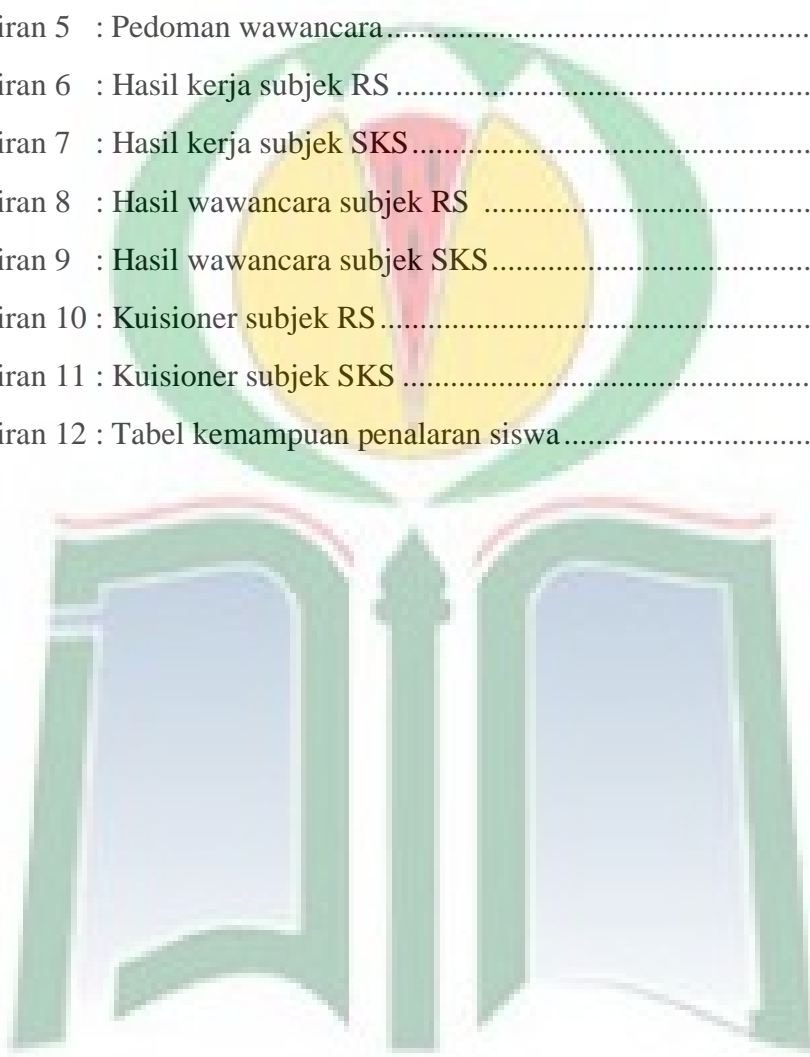 iran 5 : Pedoman wawancara................................................
iran 6 : Hasil kerja subjek RS ................................................
iran 7 : Hasil kerja subjek SKS.............................................
iran 8 : Hasil wawancara subjek RS ....................................
iran 9 : Hasil wawancara subjek SKS...................................
iran 10 : Kuisioner subjek RS ................................................
iran 11 : Kuisioner subjek SKS .............................................
iran 12 : Tabel kemampuan penalaran siswa...........................